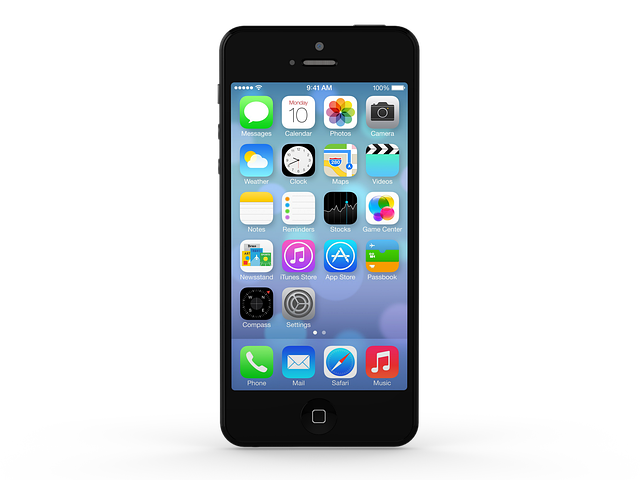 9:41 AM 100%
Monday
10
Messages Calendar Photos Camera
280
Weather Clock Maps Videos
Notes Reminders Stocks Game Center
Newsstand iTunes Store App Store Passbook
Compass Settings
Phone Mail Safari Music